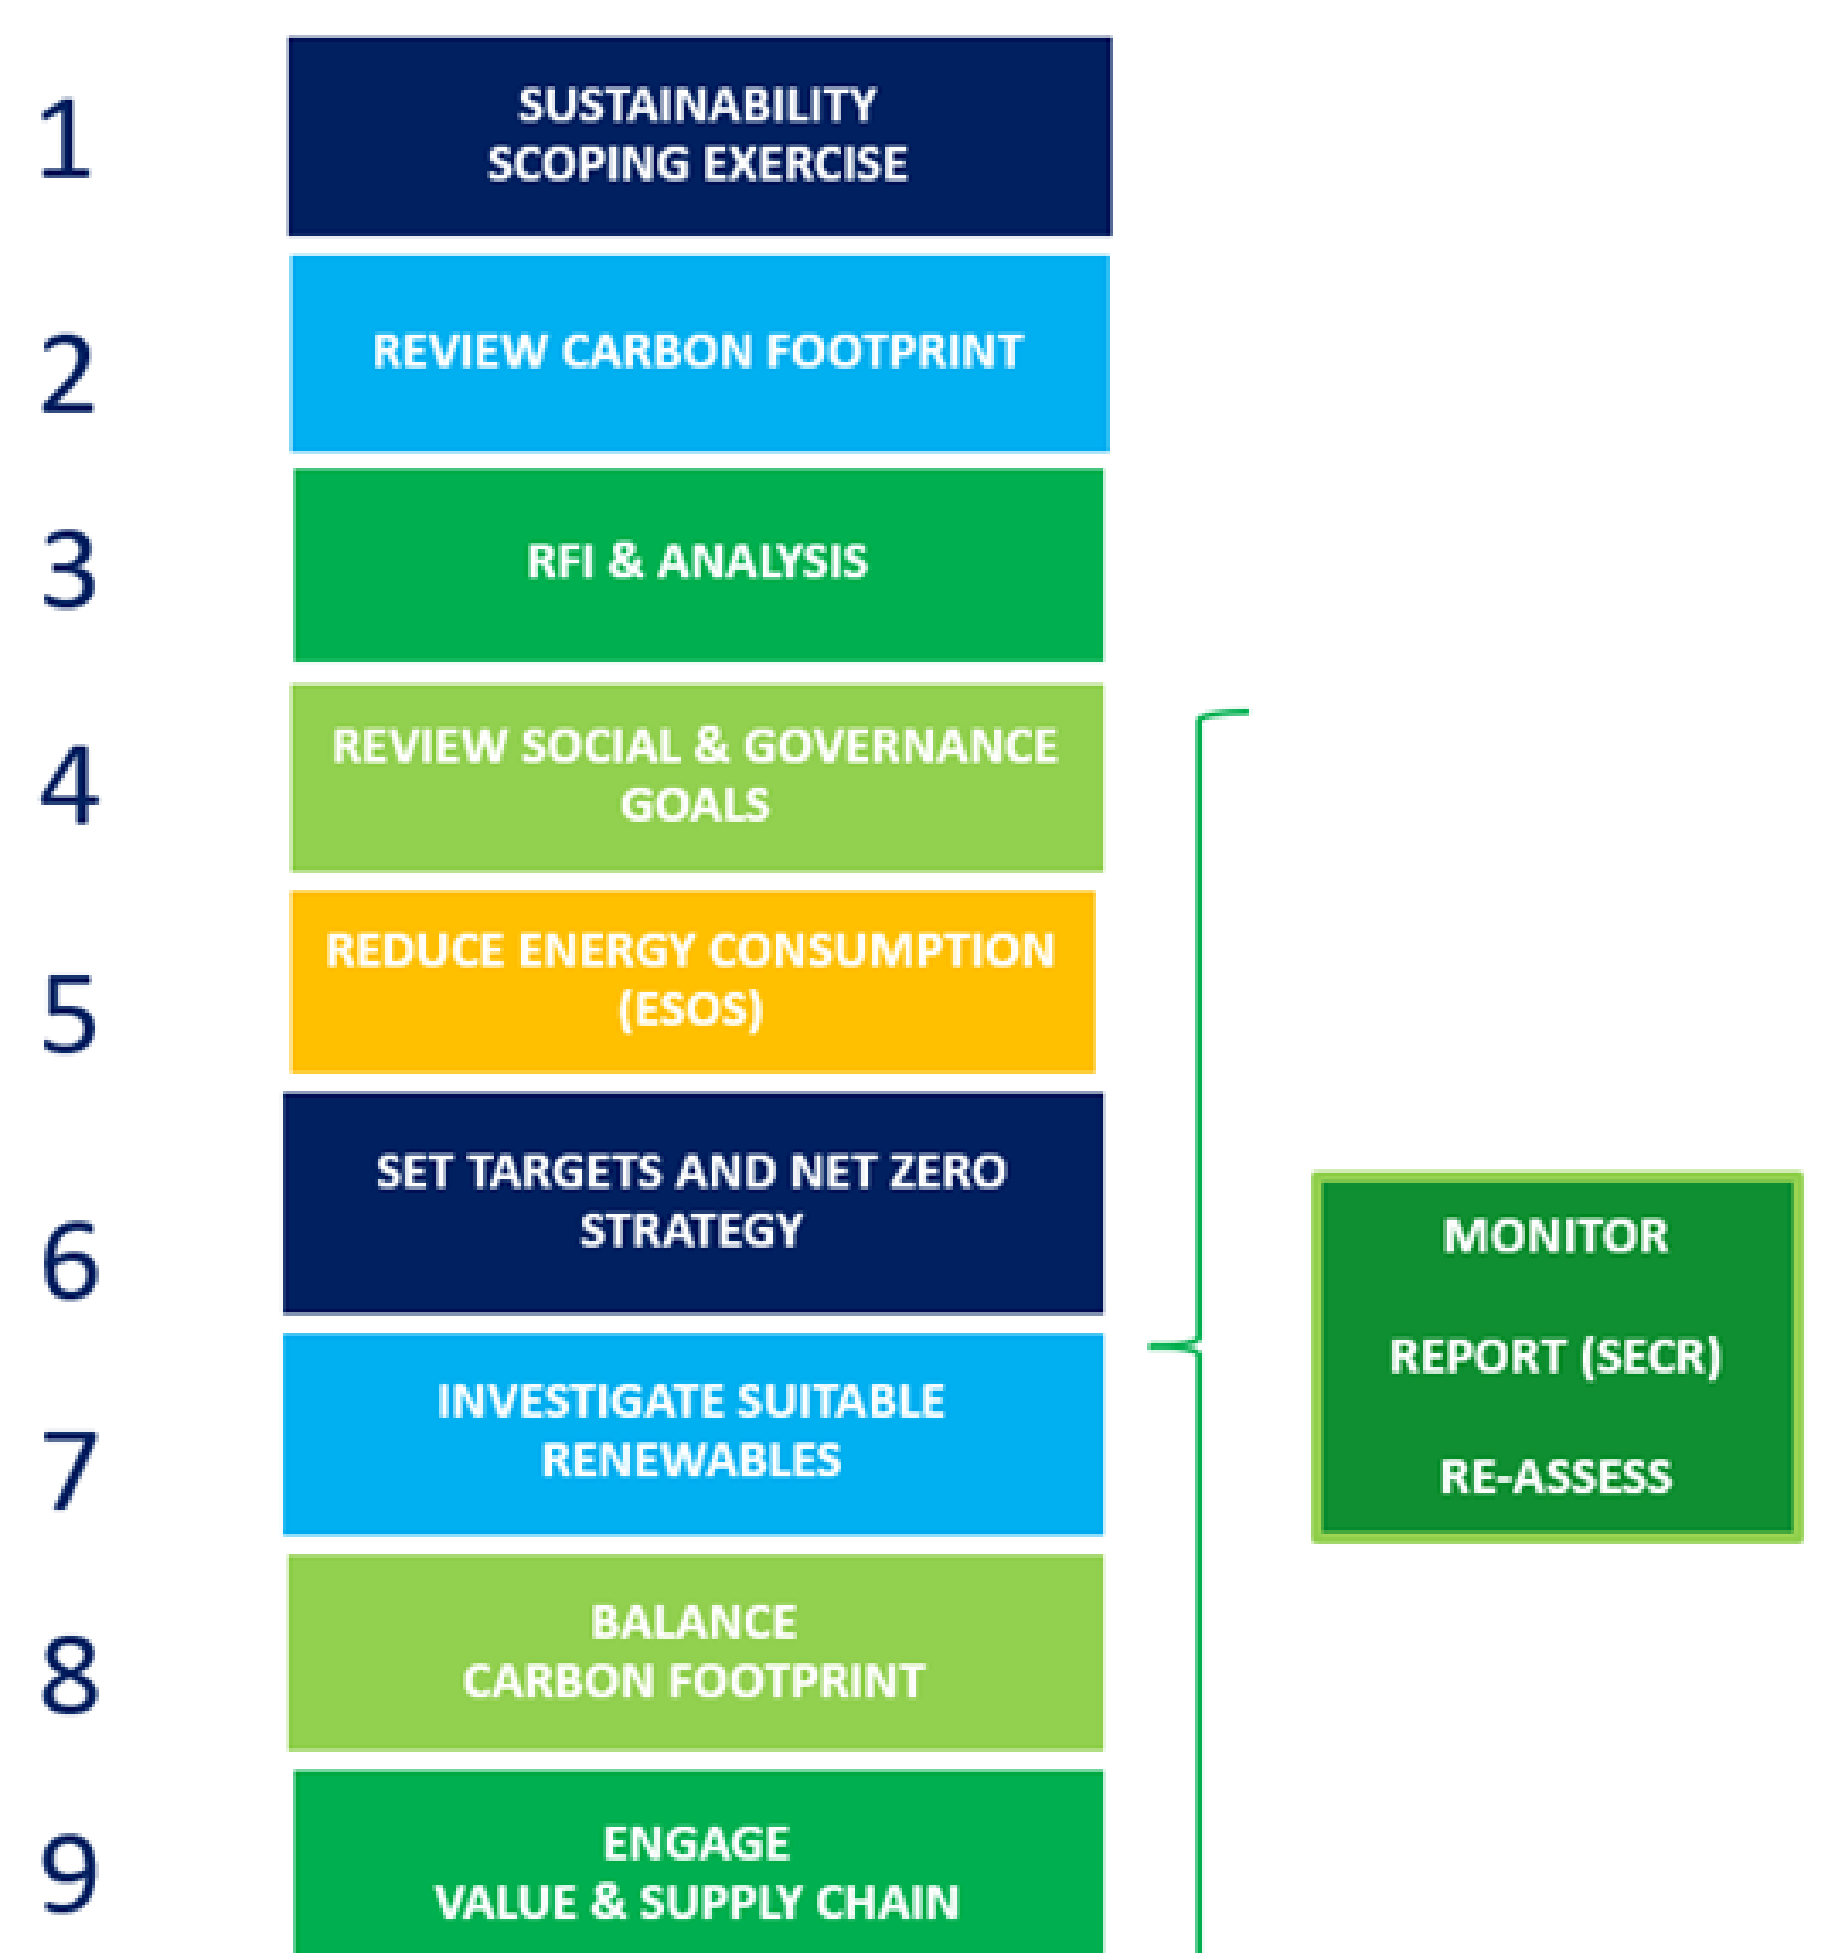 1
SUSTAINABILITY
SCOPING EXERCISE
2
REVIEW CARBON FOOTPRINT
3
RFI & ANALYSIS
4
REVIEW SOCIAL & GOVERNANCE
GOALS
5
REDUCE ENERGY CONSUMPTION
(ESOS)
6
SET TARGETS AND NET ZERO
STRATEGY
7
INVESTIGATE SUITABLE
RENEWABLES
8
BALANCE
CARBON FOOTPRINT
9
ENGAGE
VALUE & SUPPLY CHAIN
MONITOR
REPORT (SECR)
RE-ASSESS